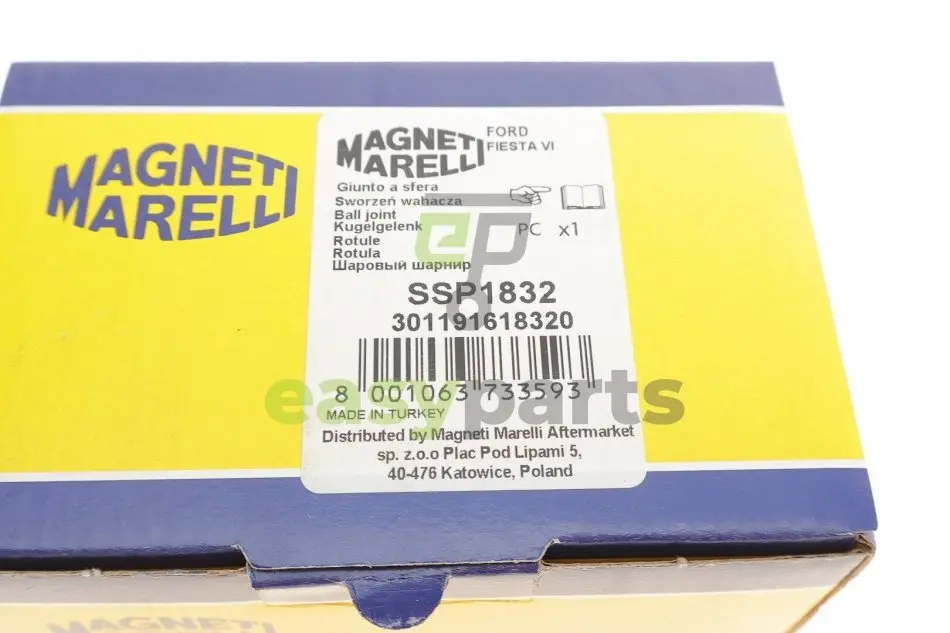 MAGNETI
MARELLI
MAGNETI
MARELLI
FORD
FIESTA VI
Giunto a sfera
Sworzeń wahacza
Ball joint
Kugelgelenk
Rotule
Rotula
Шаровый шарнир
PC x1
SSP1832
301191618320
8 001063 733593
MADE IN TURKEY
Distributed by Magneti Marelli Aftermarket
sp. z.o.o Plac Pod Lipami 5,
40-476 Katowice, Poland
easyparts
ep
MAGNETI